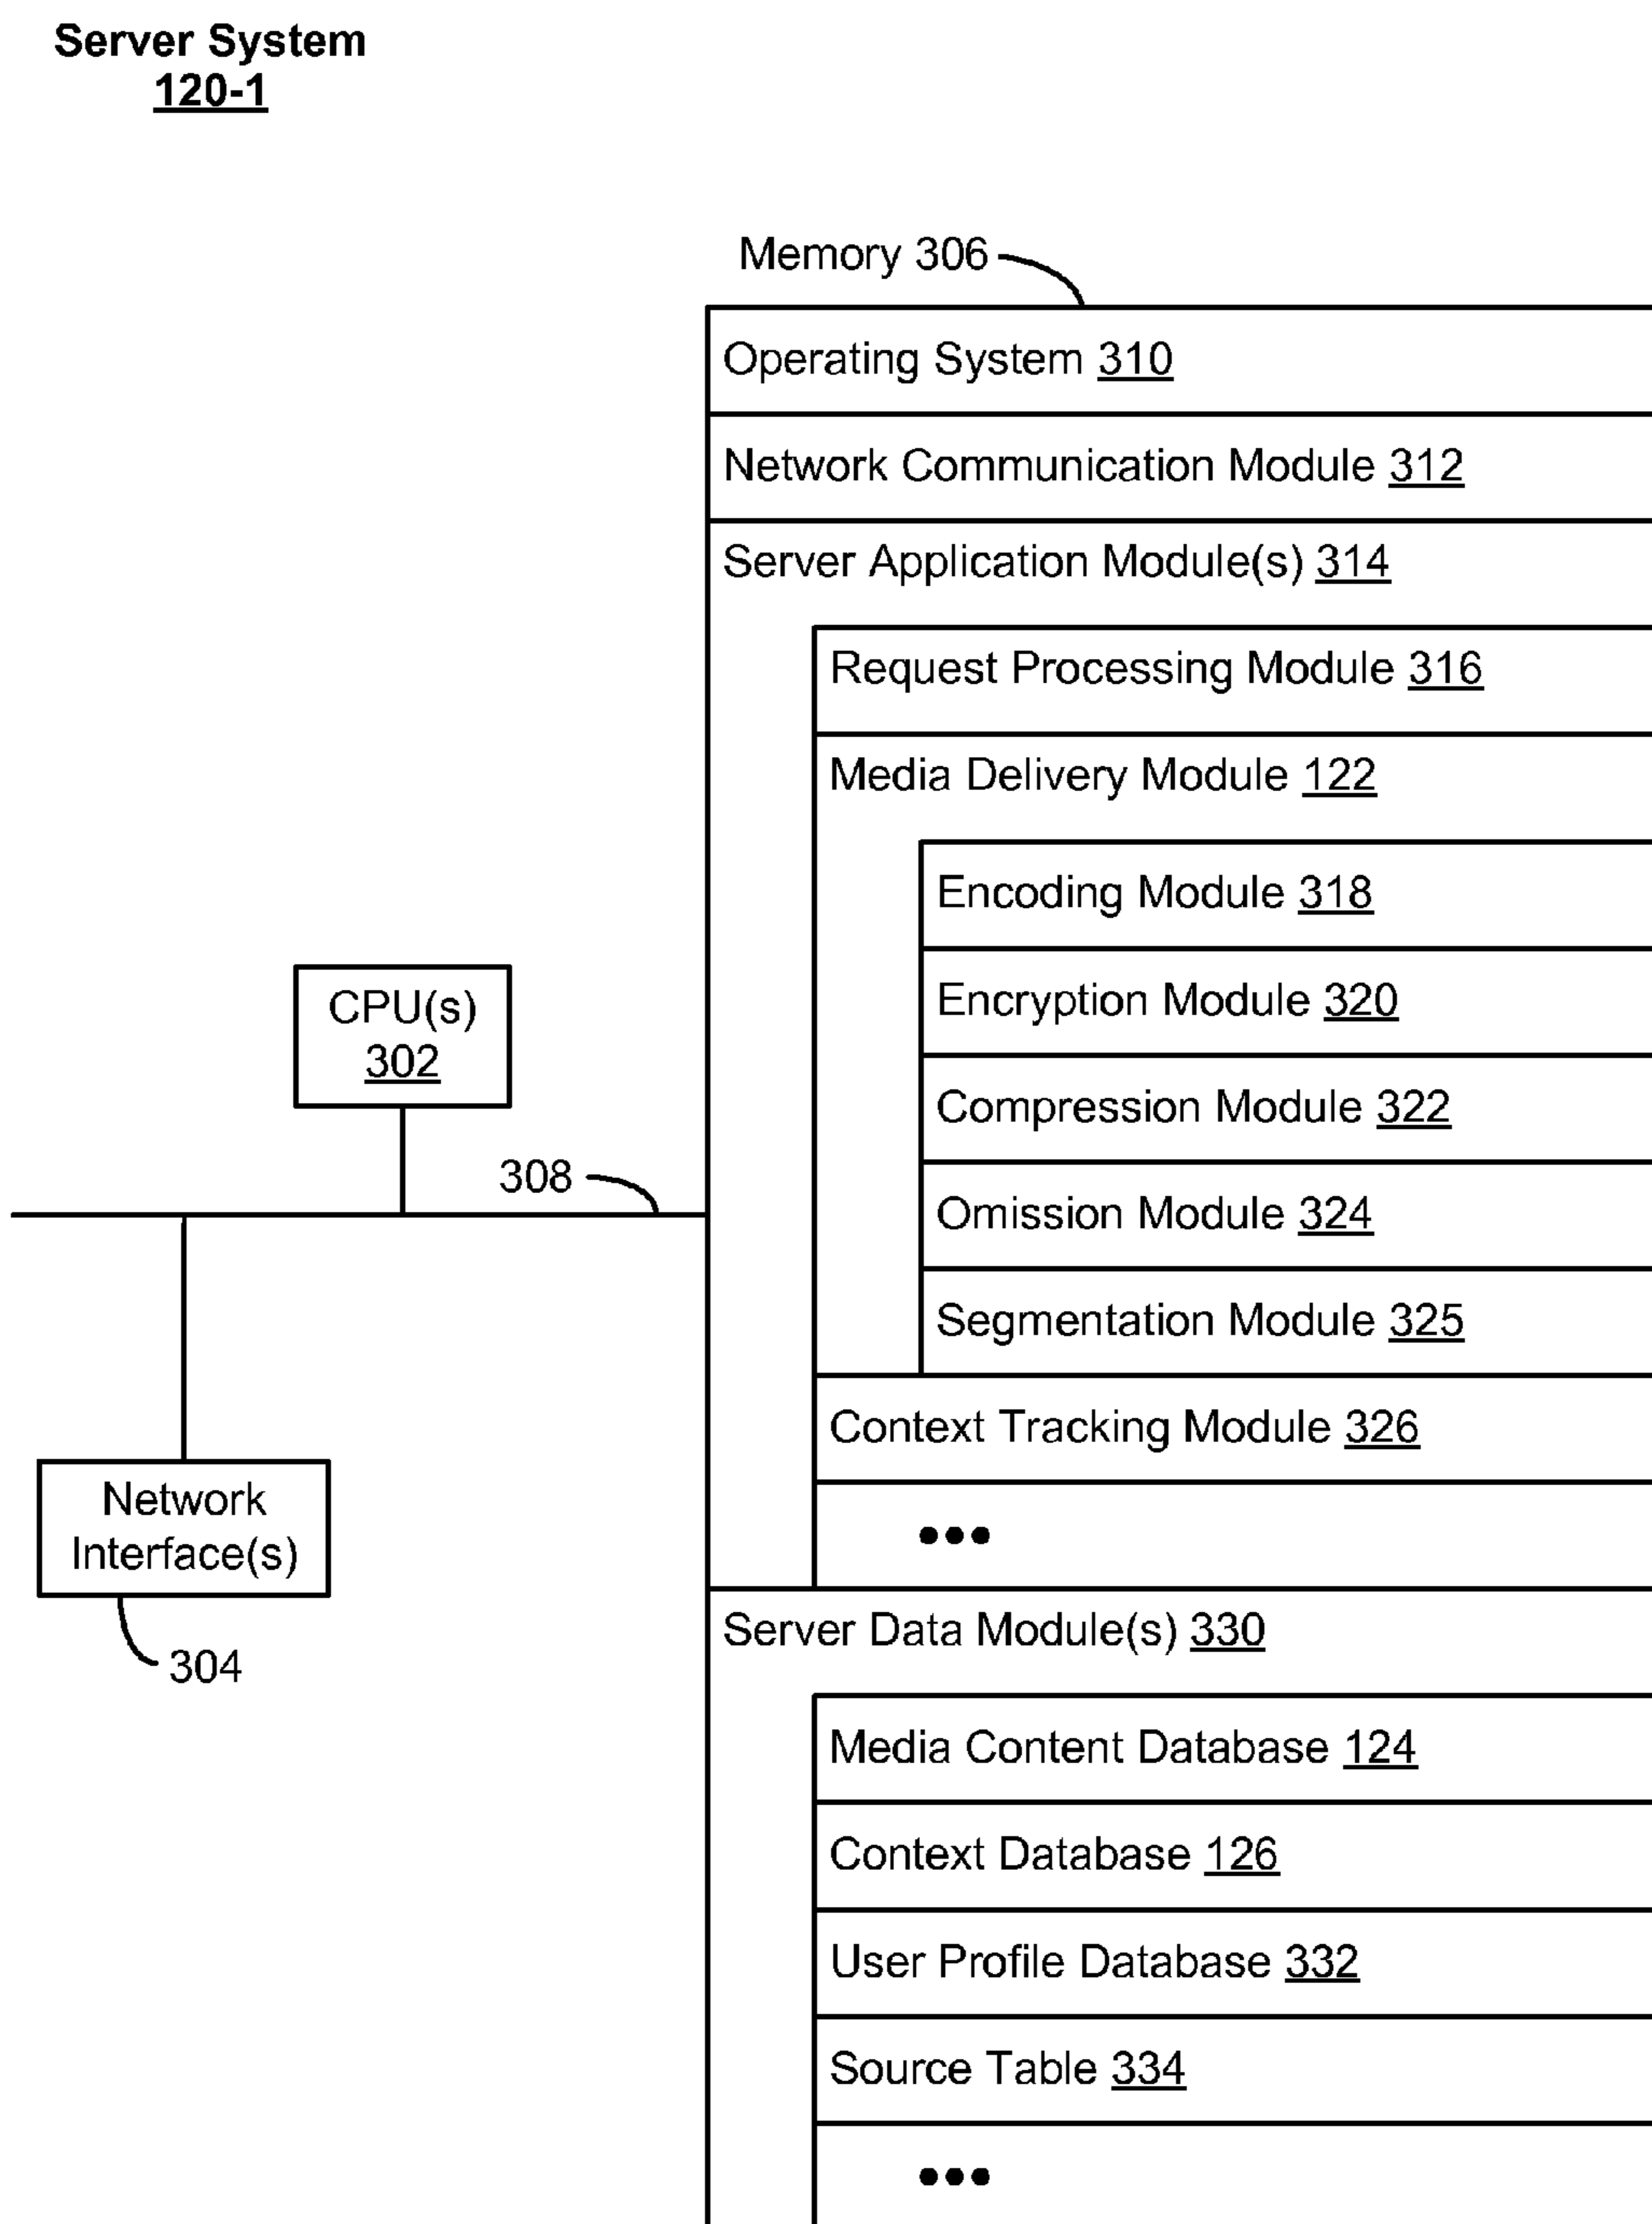 Server System
120-1
Memory 306
Operating System 310
Network Communication Module 312
Server Application Module(s) 314
Request Processing Module 316
Media Delivery Module 122
Encoding Module 318
Encryption Module 320
Compression Module 322
Omission Module 324
Segmentation Module 325
Context Tracking Module 326
•••
Server Data Module(s) 330
Media Content Database 124
Context Database 126
User Profile Database 332
Source Table 334
•••
CPU(s)
302
308
Network
Interface(s)
304